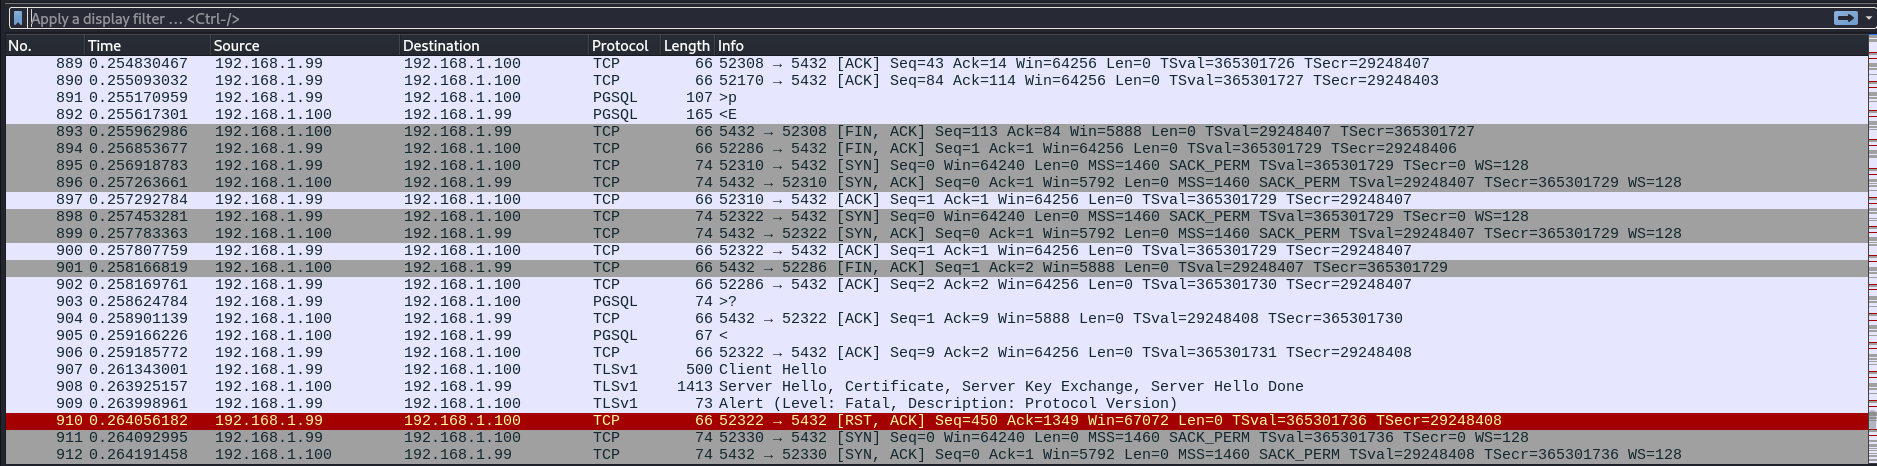 Apply a display filter … <Ctrl-/>
No. Time Source Destination Protocol Length Info
889 0.254830467 192.168.1.99 192.168.1.100 TCP 66 52308 → 5432 [ACK] Seq=43 Ack=14 Win=64256 Len=0 TSval=365301726 TSecr=29248407
890 0.255093032 192.168.1.99 192.168.1.100 TCP 66 52170 → 5432 [ACK] Seq=84 Ack=114 Win=64256 Len=0 TSval=365301727 TSecr=29248403
891 0.255170959 192.168.1.99 192.168.1.100 PGSQL 107 >p
892 0.255617301 192.168.1.100 192.168.1.99 PGSQL 165 <E
893 0.255962986 192.168.1.100 192.168.1.99 TCP 66 5432 → 52308 [FIN, ACK] Seq=113 Ack=84 Win=5888 Len=0 TSval=29248407 TSecr=365301727
894 0.256853677 192.168.1.99 192.168.1.100 TCP 66 52286 → 5432 [FIN, ACK] Seq=1 Ack=1 Win=64256 Len=0 TSval=365301729 TSecr=29248406
895 0.256918783 192.168.1.99 192.168.1.100 TCP 74 52310 → 5432 [SYN] Seq=0 Win=64240 Len=0 MSS=1460 SACK_PERM TSval=365301729 TSecr=0 WS=128
896 0.257263661 192.168.1.100 192.168.1.99 TCP 74 5432 → 52310 [SYN, ACK] Seq=0 Ack=1 Win=5792 Len=0 MSS=1460 SACK_PERM TSval=29248407 TSecr=365301729 WS=128
897 0.257292784 192.168.1.99 192.168.1.100 TCP 66 52310 → 5432 [ACK] Seq=1 Ack=1 Win=64256 Len=0 TSval=365301729 TSecr=29248407
898 0.257453281 192.168.1.99 192.168.1.100 TCP 74 52322 → 5432 [SYN] Seq=0 Win=64240 Len=0 MSS=1460 SACK_PERM TSval=365301729 TSecr=0 WS=128
899 0.257783363 192.168.1.100 192.168.1.99 TCP 74 5432 → 52322 [SYN, ACK] Seq=0 Ack=1 Win=5792 Len=0 MSS=1460 SACK_PERM TSval=29248407 TSecr=365301729 WS=128
900 0.257807759 192.168.1.99 192.168.1.100 TCP 66 52322 → 5432 [ACK] Seq=1 Ack=1 Win=64256 Len=0 TSval=365301729 TSecr=29248407
901 0.258166819 192.168.1.100 192.168.1.99 TCP 66 5432 → 52286 [FIN, ACK] Seq=1 Ack=2 Win=5888 Len=0 TSval=29248407 TSecr=365301729
902 0.258169761 192.168.1.99 192.168.1.100 TCP 66 52286 → 5432 [ACK] Seq=2 Ack=2 Win=64256 Len=0 TSval=365301730 TSecr=29248407
903 0.258624784 192.168.1.99 192.168.1.100 PGSQL 74 >?
904 0.258901139 192.168.1.100 192.168.1.99 TCP 66 5432 → 52322 [ACK] Seq=1 Ack=9 Win=5888 Len=0 TSval=29248408 TSecr=365301730
905 0.259166226 192.168.1.100 192.168.1.99 PGSQL 67 <
906 0.259185772 192.168.1.99 192.168.1.100 TCP 66 52322 → 5432 [ACK] Seq=9 Ack=2 Win=64256 Len=0 TSval=365301731 TSecr=29248408
907 0.261343001 192.168.1.99 192.168.1.100 TLSv1 500 Client Hello
908 0.263925157 192.168.1.100 192.168.1.99 TLSv1 1413 Server Hello, Certificate, Server Key Exchange, Server Hello Done
909 0.263998961 192.168.1.99 192.168.1.100 TLSv1 73 Alert (Level: Fatal, Description: Protocol Version)
910 0.264056182 192.168.1.99 192.168.1.100 TCP 66 52322 → 5432 [RST, ACK] Seq=450 Ack=1349 Win=67072 Len=0 TSval=365301736 TSecr=29248408
911 0.264092995 192.168.1.99 192.168.1.100 TCP 74 52330 → 5432 [SYN] Seq=0 Win=64240 Len=0 MSS=1460 SACK_PERM TSval=365301736 TSecr=0 WS=128
912 0.264191458 192.168.1.100 192.168.1.99 TCP 74 5432 → 52330 [SYN, ACK] Seq=0 Ack=1 Win=5792 Len=0 MSS=1460 SACK_PERM TSval=29248408 TSecr=365301736 WS=128